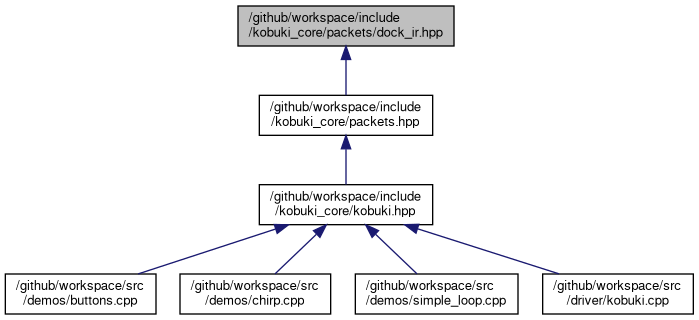 /github/workspace/include
/kobuki_core/packets/dock_ir.hpp
/github/workspace/include
/kobuki_core/packets.hpp
/github/workspace/include
/kobuki_core/kobuki.hpp
/github/workspace/src
/demos/buttons.cpp
/github/workspace/src
/demos/chirp.cpp
/github/workspace/src
/demos/simple_loop.cpp
/github/workspace/src
/driver/kobuki.cpp